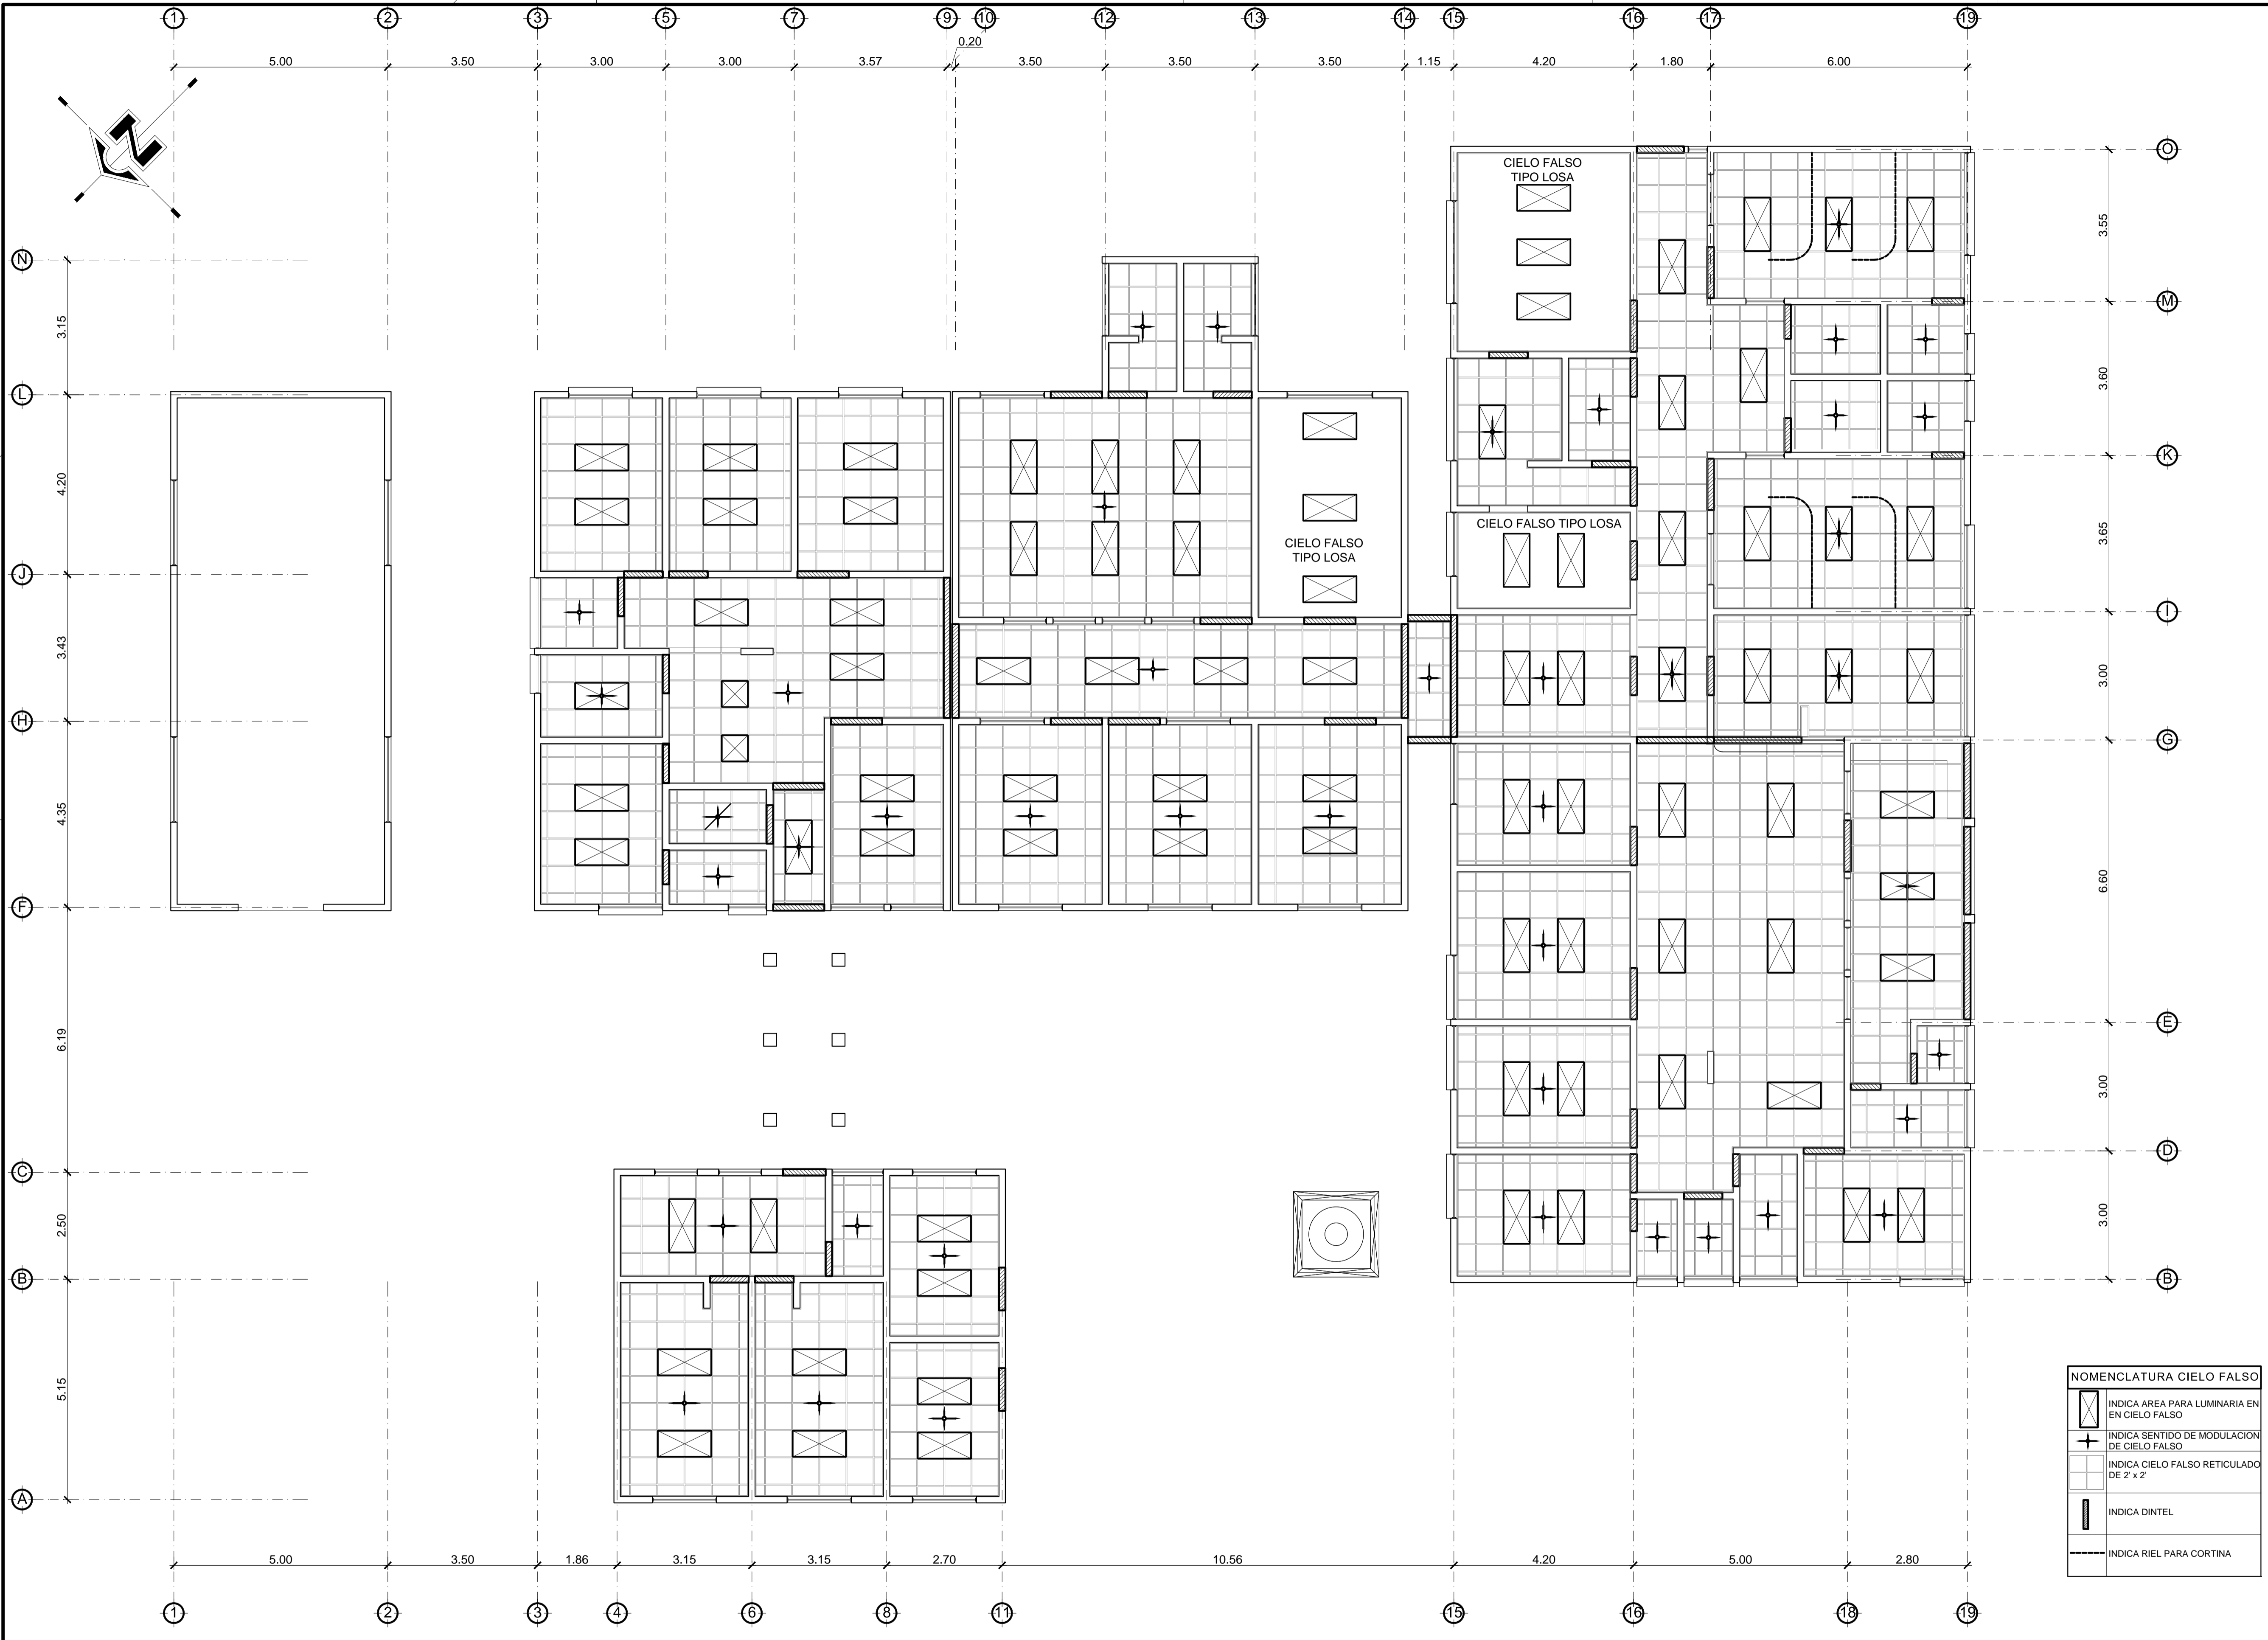 1 2 3 5 7 9 10 12 13 14 15 16 17 19
0.20
5.00 3.50 3.00 3.00 3.57 3.50 3.50 3.50 1.15 4.20 1.80 6.00
N
O
CIELO FALSO
TIPO LOSA
3.55
N
M
3.15
3.60
L
K
4.20
CIELO FALSO TIPO LOSA
3.65
CIELO FALSO
TIPO LOSA
J
I
3.43
3.00
H
G
4.35
6.60
F
6.19
E
3.00
C
D
2.50
3.00
B
B
5.15
A
NOMENCLATURA CIELO FALSO
INDICA AREA PARA LUMINARIA EN
EN CIELO FALSO
INDICA SENTIDO DE MODULACION
DE CIELO FALSO
INDICA CIELO FALSO RETICULADO
DE 2' x 2'
INDICA DINTEL
INDICA RIEL PARA CORTINA
5.00 3.50 1.86 3.15 3.15 2.70 10.56 4.20 5.00 2.80
1 2 3 4 6 8 11 15 16 18 19